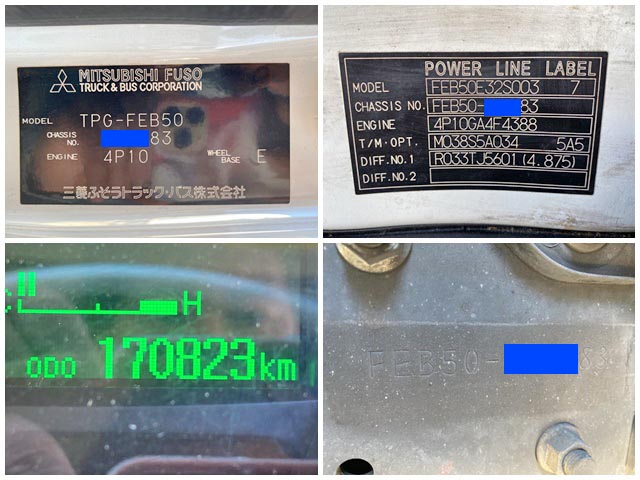 MITSUBISHI FUSO
TRUCK & BUS CORPORATION
MODEL TPG-FEB50
CHASSIS NO. 83
ENGINE 4P10 WHEEL BASE E
三菱ふそうトラック・バス株式会社
POWER LINE LABEL
MODEL FEB50E32S003 7
CHASSIS NO. FEB50- 83
ENGINE 4P10GA4F4388
T/M・OPT. M038S5A034 5A5
DIFF.NO.1 R033TJ5601(4.875)
DIFF.NO.2
C H
ODO 170823km
FEB50- 83